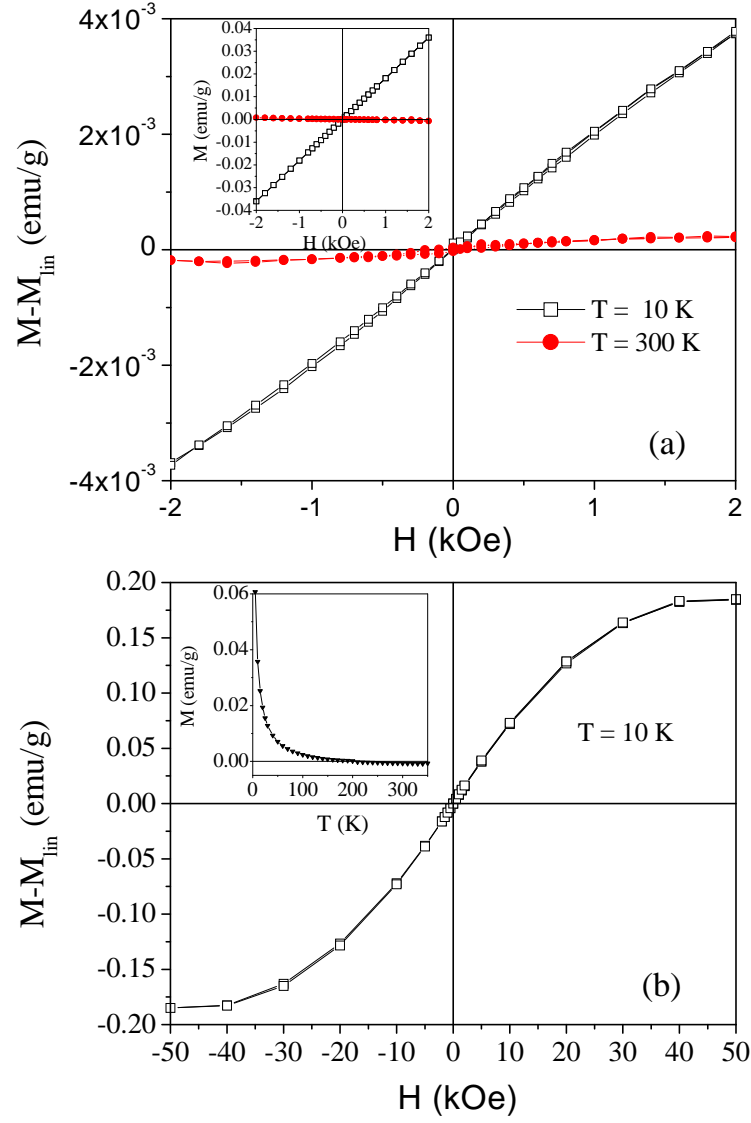 4x10⁻³
2x10⁻³
0
-2x10⁻³
-4x10⁻³
M-M_lin (emu/g)
-2 -1 0 1 2
H (kOe)
0.04
0.03
0.02
0.01
0.00
-0.01
-0.02
-0.03
-0.04
M (emu/g)
-2 -1 0 1 2
H (kOe)
T = 10 K
T = 300 K
(a)
0.20
0.15
0.10
0.05
0.00
-0.05
-0.10
-0.15
-0.20
M-M_lin (emu/g)
-50 -40 -30 -20 -10 0 10 20 30 40 50
H (kOe)
0.06
0.04
0.02
0.00
M (emu/g)
0 100 200 300
T (K)
T = 10 K
(b)